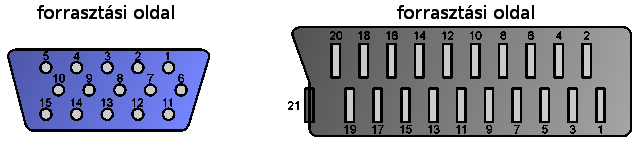 forrasztási oldal
5 4 3 2 1
10 9 8 7 6
15 14 13 12 11
forrasztási oldal
20 18 16 14 12 10 8 6 4 2
21
19 17 15 13 11 9 7 5 3 1